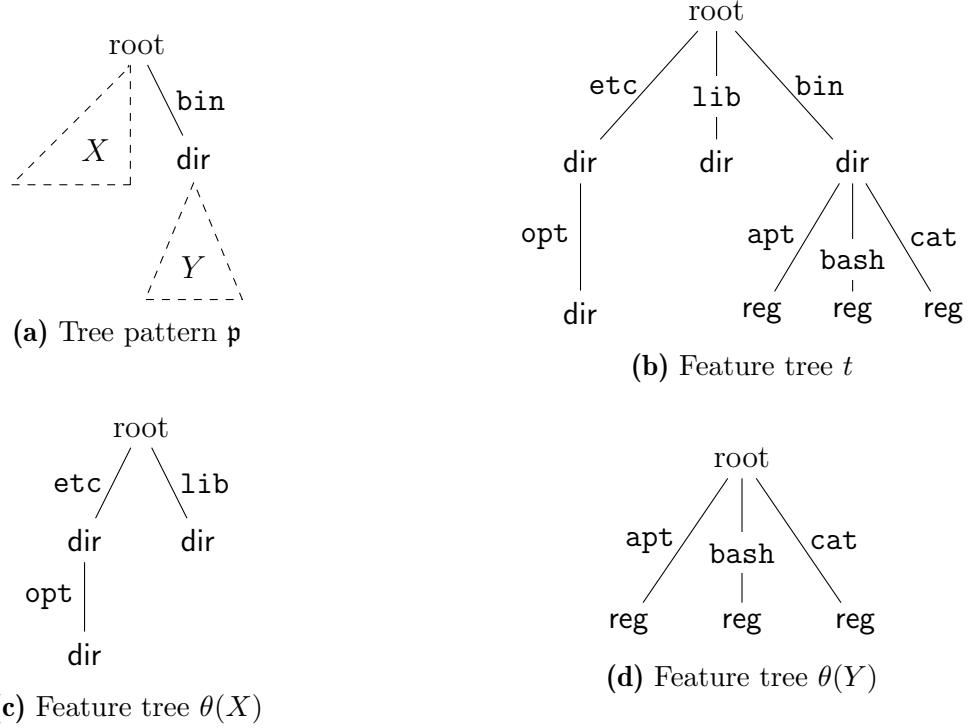 root
bin
X
dir
Y
(a) Tree pattern 𝔭
root
etc
lib
bin
dir
dir
dir
opt
apt
bash
cat
dir
reg
reg
reg
(b) Feature tree t
root
etc
lib
dir
dir
opt
dir
c) Feature tree θ(X)
root
apt
bash
cat
reg
reg
reg
(d) Feature tree θ(Y)